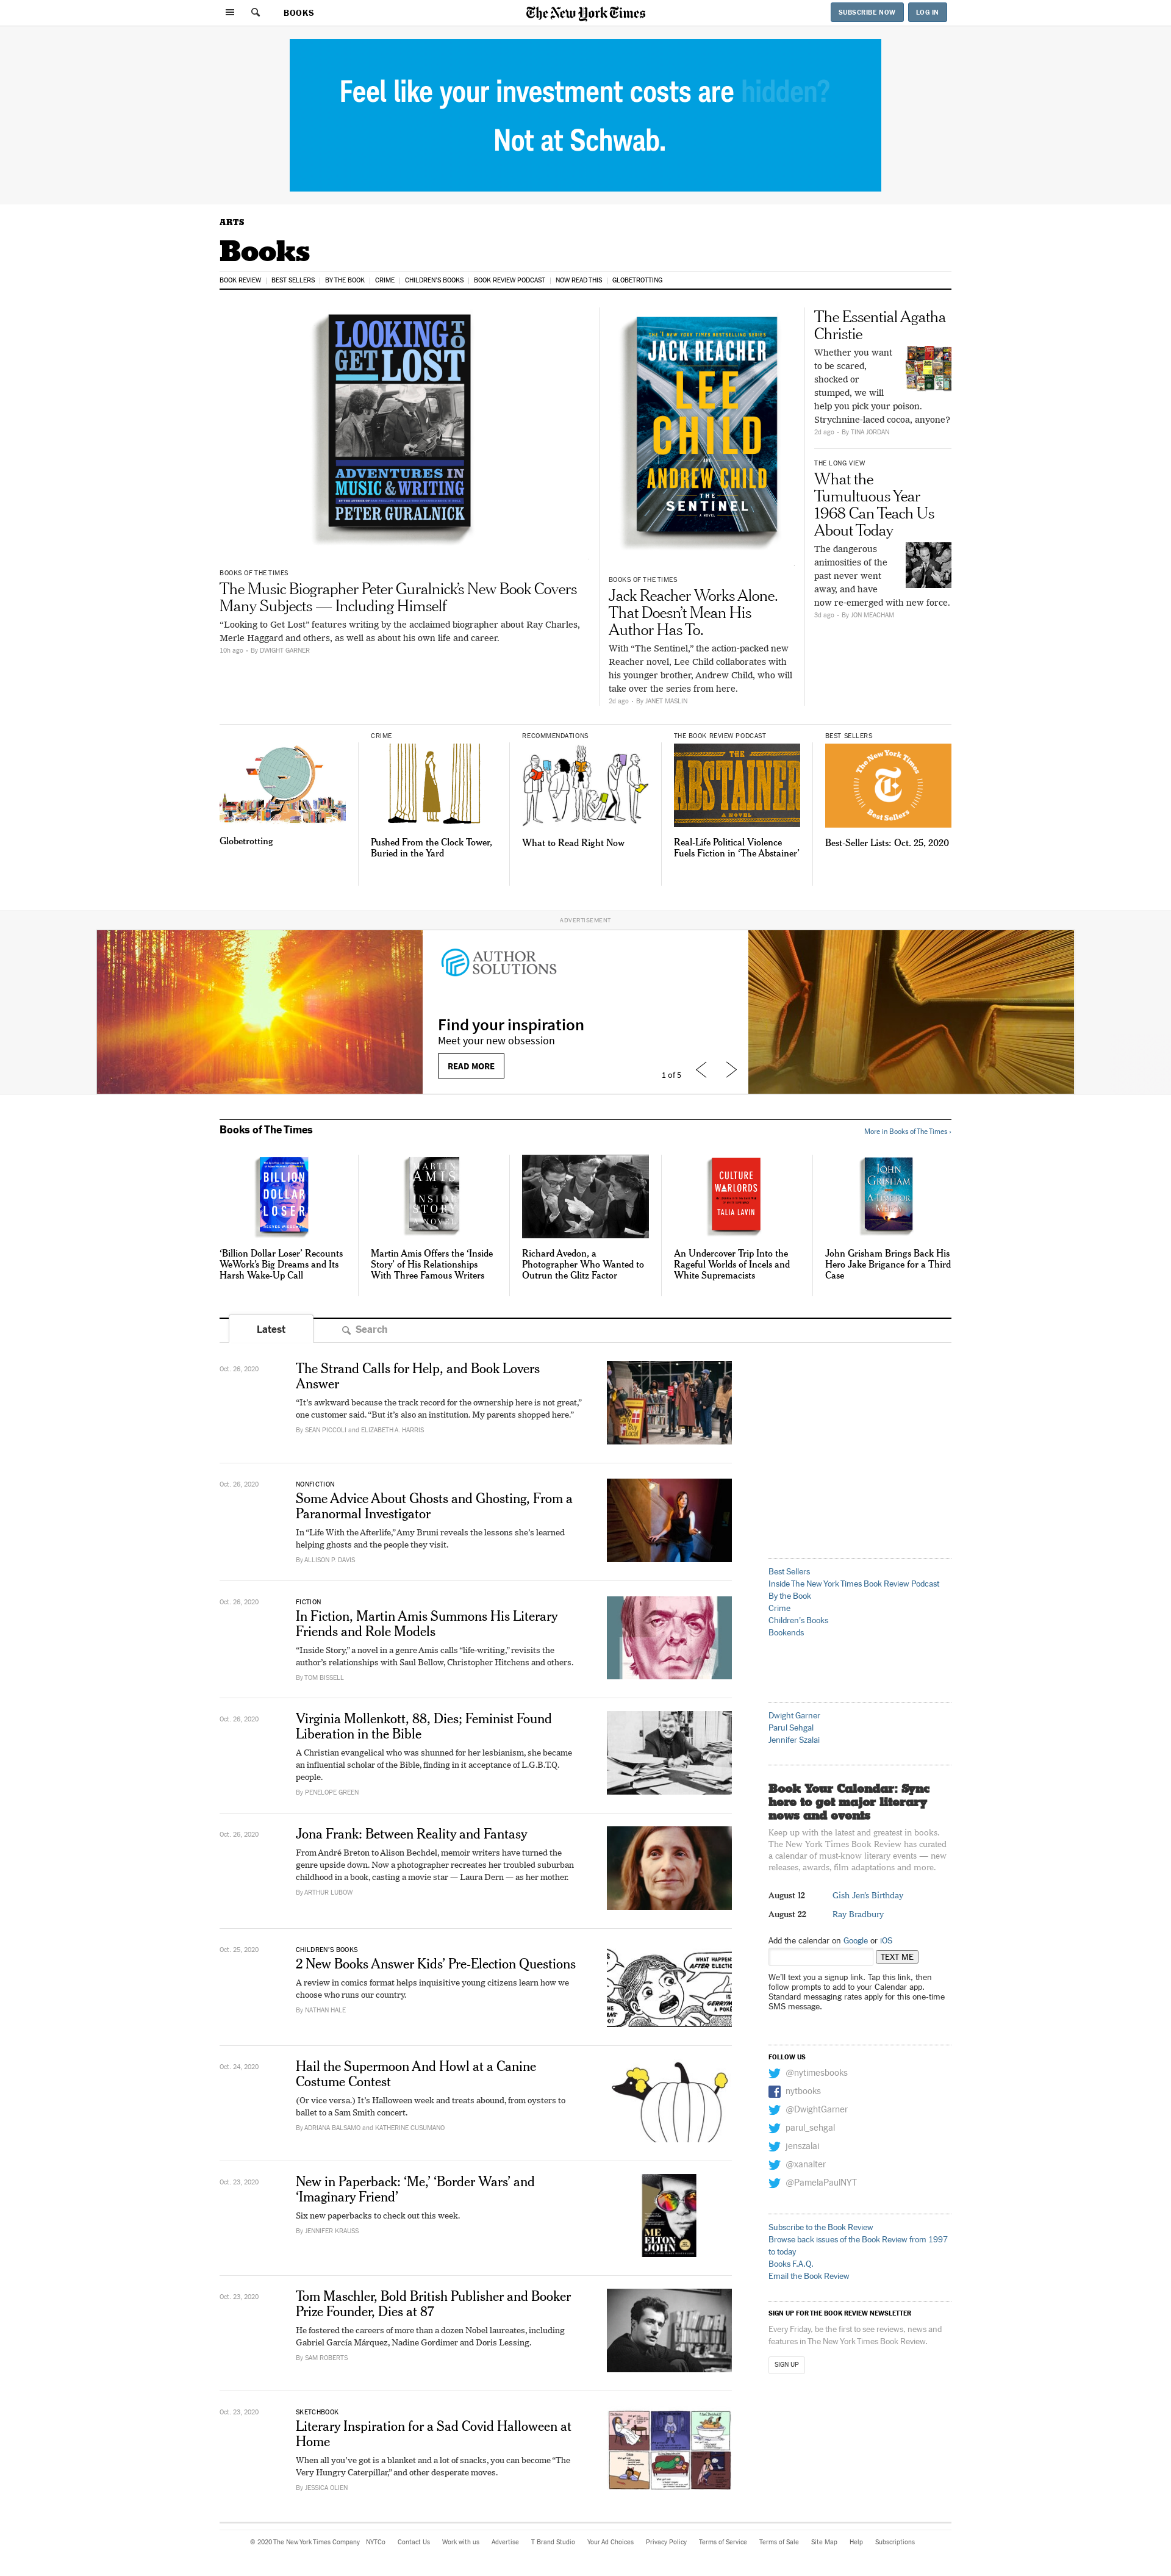 BOOKS
The New York Times
SUBSCRIBE NOW
LOG IN
Feel like your investment costs are hidden?
Not at Schwab.
ARTS
Books
BOOK REVIEW | BEST SELLERS | BY THE BOOK | CRIME | CHILDREN'S BOOKS | BOOK REVIEW PODCAST | NOW READ THIS | GLOBETROTTING
LOOKING TO
GET LOST
ADVENTURES IN
MUSIC & WRITING
PETER GURALNICK
BOOKS OF THE TIMES
The Music Biographer Peter Guralnick's New Book Covers
Many Subjects — Including Himself
“Looking to Get Lost” features writing by the acclaimed biographer about Ray Charles,
Merle Haggard and others, as well as about his own life and career.
10h ago • By DWIGHT GARNER
THE #1 NEW YORK TIMES BESTSELLING SERIES
JACK REACHER
LEE
CHILD
AND
ANDREW CHILD
THE
SENTINEL
A NOVEL
BOOKS OF THE TIMES
Jack Reacher Works Alone.
That Doesn't Mean His
Author Has To.
With “The Sentinel,” the action-packed new
Reacher novel, Lee Child collaborates with
his younger brother, Andrew Child, who will
take over the series from here.
2d ago • By JANET MASLIN
The Essential Agatha
Christie
Whether you want
to be scared,
shocked or
stumped, we will
help you pick your poison.
Strychnine-laced cocoa, anyone?
2d ago • By TINA JORDAN
THE LONG VIEW
What the
Tumultuous Year
1968 Can Teach Us
About Today
The dangerous
animosities of the
past never went
away, and have
now re-emerged with new force.
3d ago • By JON MEACHAM
Globetrotting
CRIME
Pushed From the Clock Tower,
Buried in the Yard
RECOMMENDATIONS
What to Read Right Now
THE BOOK REVIEW PODCAST
THE
ABSTAINER
A NOVEL
Real-Life Political Violence
Fuels Fiction in ‘The Abstainer’
BEST SELLERS
The New York Times
Best Sellers
Best-Seller Lists: Oct. 25, 2020
ADVERTISEMENT
AUTHOR
SOLUTIONS
Find your inspiration
Meet your new obsession
READ MORE
1 of 5
Books of The Times
More in Books of The Times ›
BILLION
DOLLAR
LOSER
‘Billion Dollar Loser’ Recounts
WeWork's Big Dreams and Its
Harsh Wake-Up Call
MARTIN
AMIS
INSIDE
STORY
A NOVEL
Martin Amis Offers the ‘Inside
Story’ of His Relationships
With Three Famous Writers
Richard Avedon, a
Photographer Who Wanted to
Outrun the Glitz Factor
CULTURE
WARLORDS
TALIA LAVIN
An Undercover Trip Into the
Rageful Worlds of Incels and
White Supremacists
JOHN
GRISHAM
A TIME FOR
MERCY
John Grisham Brings Back His
Hero Jake Brigance for a Third
Case
Latest
Search
Oct. 26, 2020
The Strand Calls for Help, and Book Lovers
Answer
“It's awkward because the track record for the ownership here is not great,”
one customer said. “But it's also an institution. My parents shopped here.”
By SEAN PICCOLI and ELIZABETH A. HARRIS
Oct. 26, 2020
NONFICTION
Some Advice About Ghosts and Ghosting, From a
Paranormal Investigator
In “Life With the Afterlife,” Amy Bruni reveals the lessons she's learned
helping ghosts and the people they visit.
By ALLISON P. DAVIS
Oct. 26, 2020
FICTION
In Fiction, Martin Amis Summons His Literary
Friends and Role Models
“Inside Story,” a novel in a genre Amis calls “life-writing,” revisits the
author's relationships with Saul Bellow, Christopher Hitchens and others.
By TOM BISSELL
Oct. 26, 2020
Virginia Mollenkott, 88, Dies; Feminist Found
Liberation in the Bible
A Christian evangelical who was shunned for her lesbianism, she became
an influential scholar of the Bible, finding in it acceptance of L.G.B.T.Q.
people.
By PENELOPE GREEN
Oct. 26, 2020
Jona Frank: Between Reality and Fantasy
From André Breton to Alison Bechdel, memoir writers have turned the
genre upside down. Now a photographer recreates her troubled suburban
childhood in a book, casting a movie star — Laura Dern — as her mother.
By ARTHUR LUBOW
Oct. 25, 2020
CHILDREN'S BOOKS
2 New Books Answer Kids' Pre-Election Questions
A review in comics format helps inquisitive young citizens learn how we
choose who runs our country.
By NATHAN HALE
WHAT HAPPENS
AFTER ELECTION
Oct. 24, 2020
Hail the Supermoon And Howl at a Canine
Costume Contest
(Or vice versa.) It's Halloween week and treats abound, from oysters to
ballet to a Sam Smith concert.
By ADRIANA BALSAMO and KATHERINE CUSUMANO
Oct. 23, 2020
New in Paperback: ‘Me,’ ‘Border Wars’ and
‘Imaginary Friend’
Six new paperbacks to check out this week.
By JENNIFER KRAUSS
ME
ELTON
JOHN
Oct. 23, 2020
Tom Maschler, Bold British Publisher and Booker
Prize Founder, Dies at 87
He fostered the careers of more than a dozen Nobel laureates, including
Gabriel García Márquez, Nadine Gordimer and Doris Lessing.
By SAM ROBERTS
Oct. 23, 2020
SKETCHBOOK
Literary Inspiration for a Sad Covid Halloween at
Home
When all you've got is a blanket and a lot of snacks, you can become “The
Very Hungry Caterpillar,” and other desperate moves.
By JESSICA OLIEN
Best Sellers
Inside The New York Times Book Review Podcast
By the Book
Crime
Children's Books
Bookends
Dwight Garner
Parul Sehgal
Jennifer Szalai
Book Your Calendar: Sync
here to get major literary
news and events
Keep up with the latest and greatest in books.
The New York Times Book Review has curated
a calendar of must-know literary events — new
releases, awards, film adaptations and more.
August 12 Gish Jen's Birthday
August 22 Ray Bradbury
Add the calendar on Google or iOS
TEXT ME
We'll text you a signup link. Tap this link, then
follow prompts to add to your Calendar app.
Standard messaging rates apply for this one-time
SMS message.
FOLLOW US
@nytimesbooks
nytbooks
@DwightGarner
parul_sehgal
jenszalai
@xanalter
@PamelaPaulNYT
Subscribe to the Book Review
Browse back issues of the Book Review from 1997
to today
Books F.A.Q.
Email the Book Review
SIGN UP FOR THE BOOK REVIEW NEWSLETTER
Every Friday, be the first to see reviews, news and
features in The New York Times Book Review.
SIGN UP
© 2020 The New York Times Company NYTCo Contact Us Work with us Advertise T Brand Studio Your Ad Choices Privacy Policy Terms of Service Terms of Sale Site Map Help Subscriptions